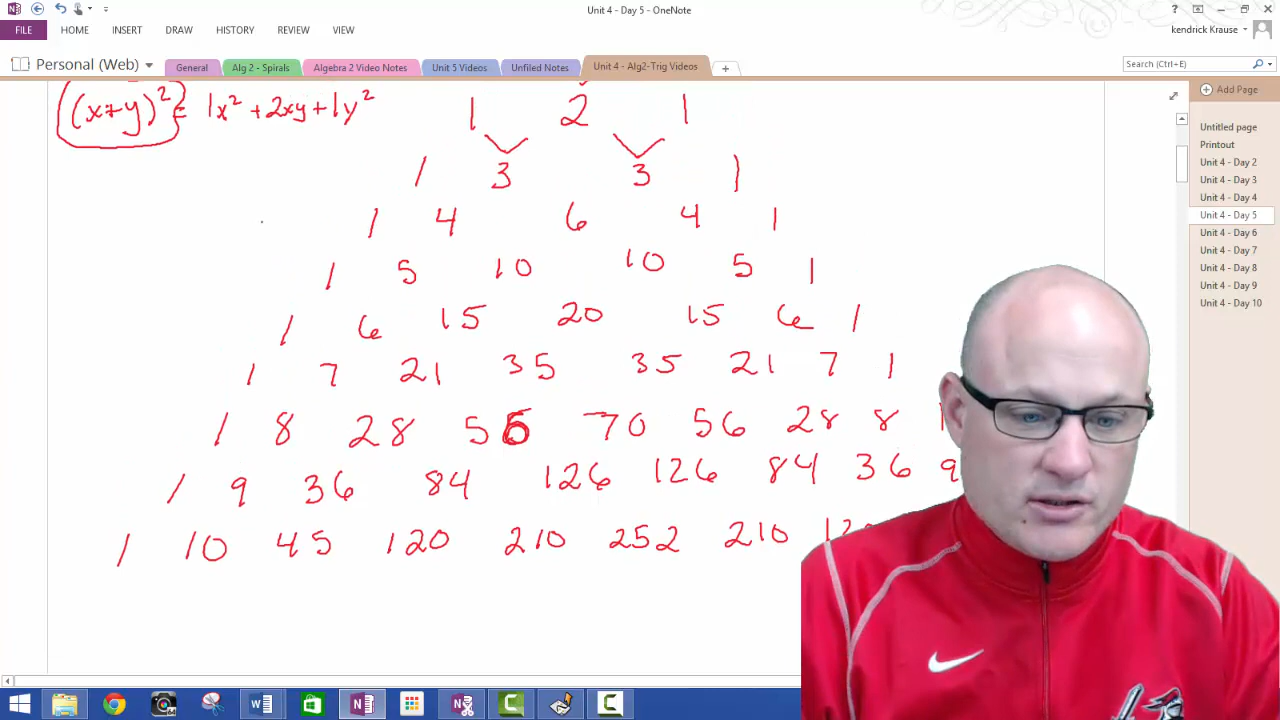 Unit 4 - Day 5 - OneNote
FILE HOME INSERT DRAW HISTORY REVIEW VIEW
kendrick Krause
Personal (Web) General Alg 2 - Spirals Algebra 2 Video Notes Unit 5 Videos Unfiled Notes Unit 4 - Alg2-Trig Videos
Search (Ctrl+E)
Add Page
Untitled page
Printout
Unit 4 - Day 2
Unit 4 - Day 3
Unit 4 - Day 4
Unit 4 - Day 5
Unit 4 - Day 6
Unit 4 - Day 7
Unit 4 - Day 8
Unit 4 - Day 9
Unit 4 - Day 10
(x+y)² = 1x² + 2xy + 1y² 1 2 1
1 3 3 1
1 4 6 4 1
1 5 10 10 5 1
1 6 15 20 15 6 1
1 7 21 35 35 21 7 1
1 8 28 56 70 56 28 8 1
1 9 36 84 126 126 84 36 9
1 10 45 120 210 252 210